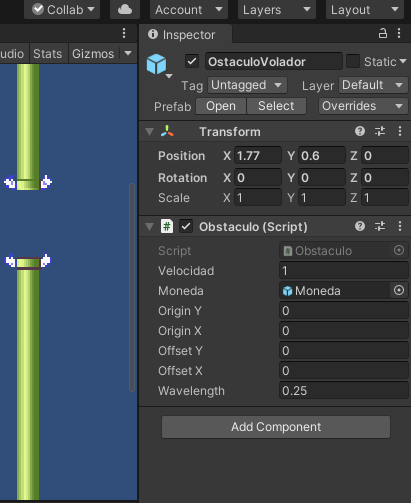 Collab Account Layers Layout
Inspector
udio Stats Gizmos
OstaculoVolador Static
Tag Untagged Layer Default
Prefab Open Select Overrides
Transform
Position X 1.77 Y 0.6 Z 0
Rotation X 0 Y 0 Z 0
Scale X 1 Y 1 Z 1
# Obstaculo (Script)
Script # Obstaculo
Velocidad 1
Moneda Moneda
Origin Y 0
Origin X 0
Offset Y 0
Offset X 0
Wavelength 0.25
Add Component